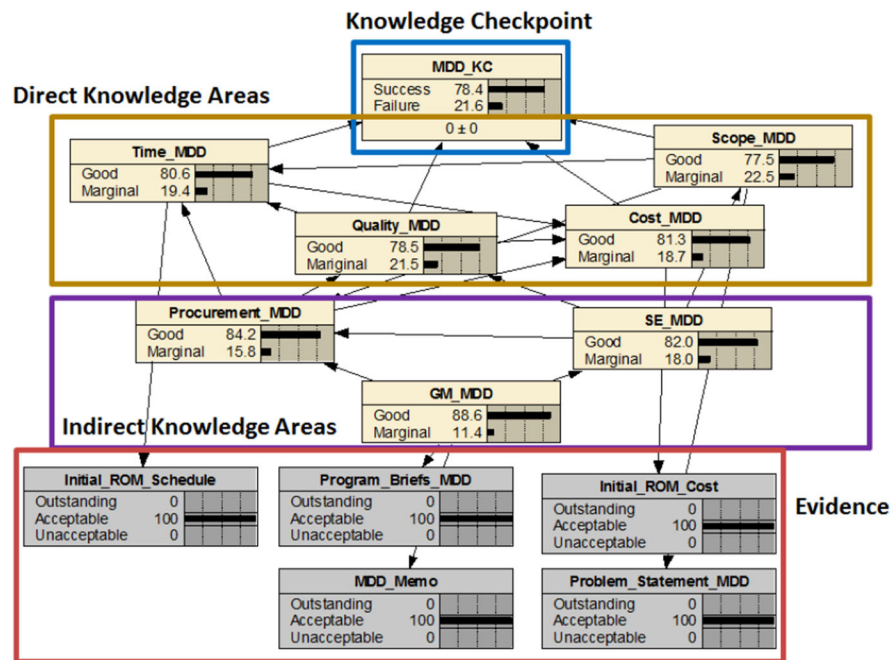 Knowledge Checkpoint
MDD_KC
Success 78.4
Failure 21.6
0 ± 0
Direct Knowledge Areas
Time_MDD
Good 80.6
Marginal 19.4
Scope_MDD
Good 77.5
Marginal 22.5
Quality_MDD
Good 78.5
Mariginal 21.5
Cost_MDD
Good 81.3
Marginal 18.7
Procurement_MDD
Good 84.2
Marginal 15.8
SE_MDD
Good 82.0
Marginal 18.0
GM_MDD
Good 88.6
Marginal 11.4
Indirect Knowledge Areas
Initial_ROM_Schedule
Outstanding 0
Acceptable 100
Unacceptable 0
Program_Briefs_MDD
Outstanding 0
Acceptable 100
Unacceptable 0
Initial_ROM_Cost
Outstanding 0
Acceptable 100
Unacceptable 0
Evidence
MDD_Memo
Outstanding 0
Acceptable 100
Unacceptable 0
Problem_Statement_MDD
Outstanding 0
Acceptable 100
Unacceptable 0